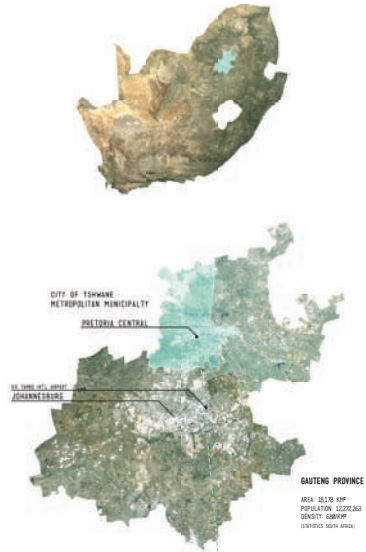 CITY OF TSHWANE
METROPOLITAN MUNICIPALTY
PRETORIA CENTRAL
O.R. TAMBO INT'L AIRPORT
JOHANNESBURG
GAUTENG PROVINCE
AREA: 18,178 KM²
POPULATION: 12,272,263
DENSITY: 680/KM²
(STATISTICS SOUTH AFRICA)